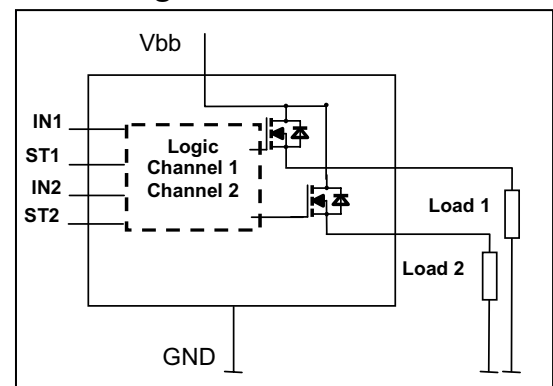 Vbb
IN1
ST1
IN2
ST2
Logic
Channel 1
Channel 2
Load 1
Load 2
GND